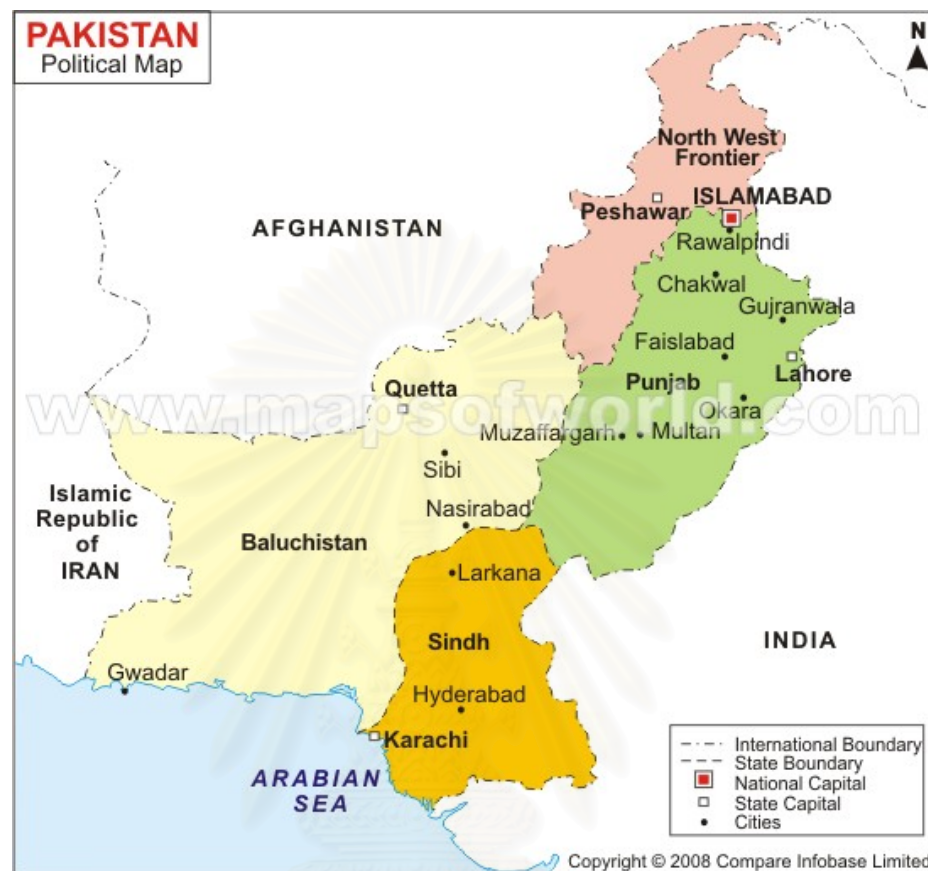 PAKISTAN
Political Map
N
North West
Frontier
ISLAMABAD
Peshawar
Rawalpindi
AFGHANISTAN
Chakwal
Gujranwala
Faislabad
Lahore
Punjab
Quetta
Okara
www.mapsofworld.com
Muzaffargarh
Multan
Sibi
Islamic
Republic
of
IRAN
Nasirabad
Baluchistan
Larkana
Sindh
INDIA
Gwadar
Hyderabad
Karachi
ARABIAN
SEA
International Boundary
State Boundary
National Capital
State Capital
Cities
Copyright © 2008 Compare Infobase Limited